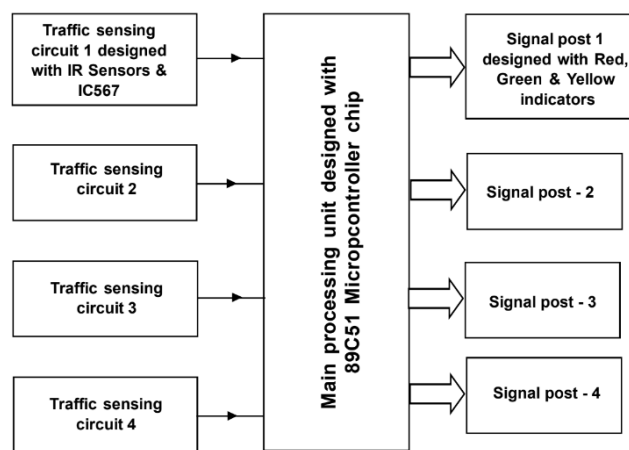 Traffic sensing
circuit 1 designed
with IR Sensors &
IC567
Traffic sensing
circuit 2
Traffic sensing
circuit 3
Traffic sensing
circuit 4
Main processing unit designed with
89C51 Micropcontroller chip
Signal post 1
designed with Red,
Green & Yellow
indicators
Signal post - 2
Signal post - 3
Signal post - 4